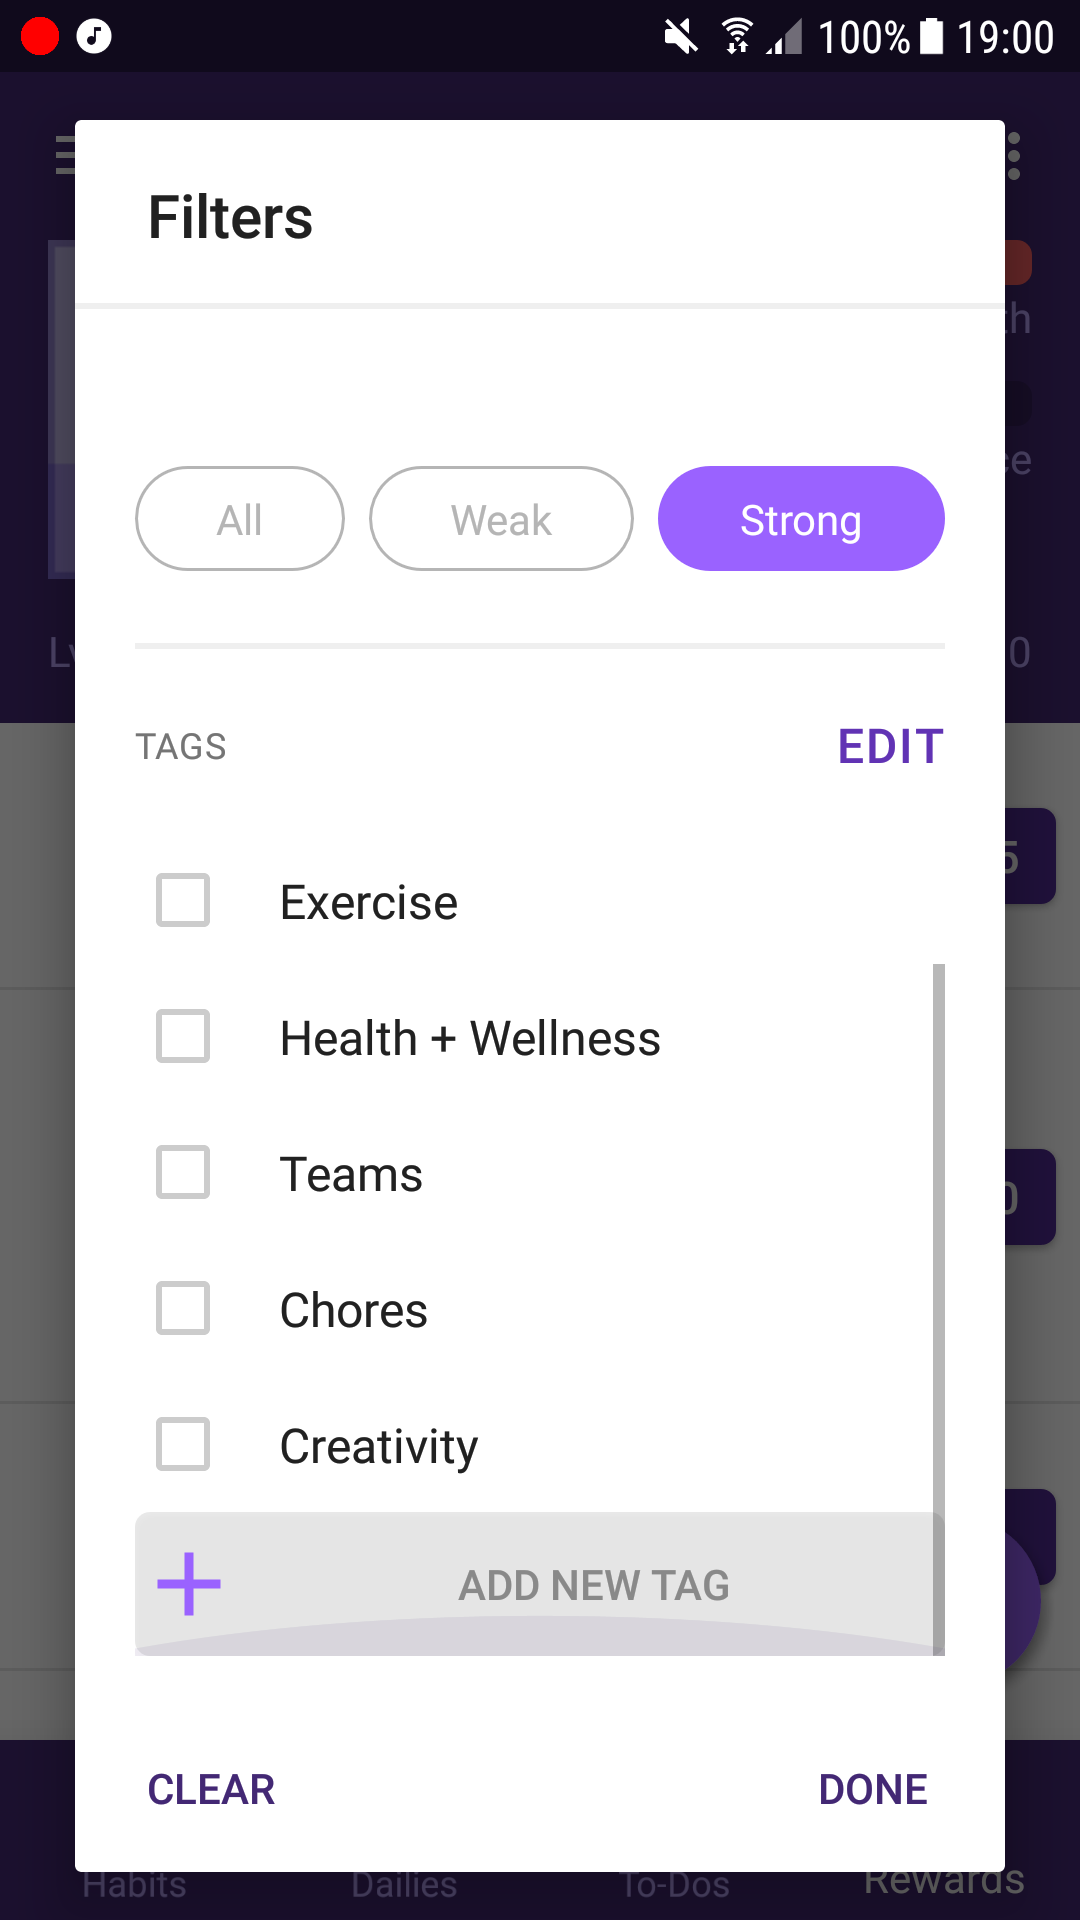 100% 19:00
Filters
All Weak Strong
TAGS EDIT
Exercise
Health + Wellness
Teams
Chores
Creativity
ADD NEW TAG
CLEAR DONE
Habits Dailies To-Dos Rewards